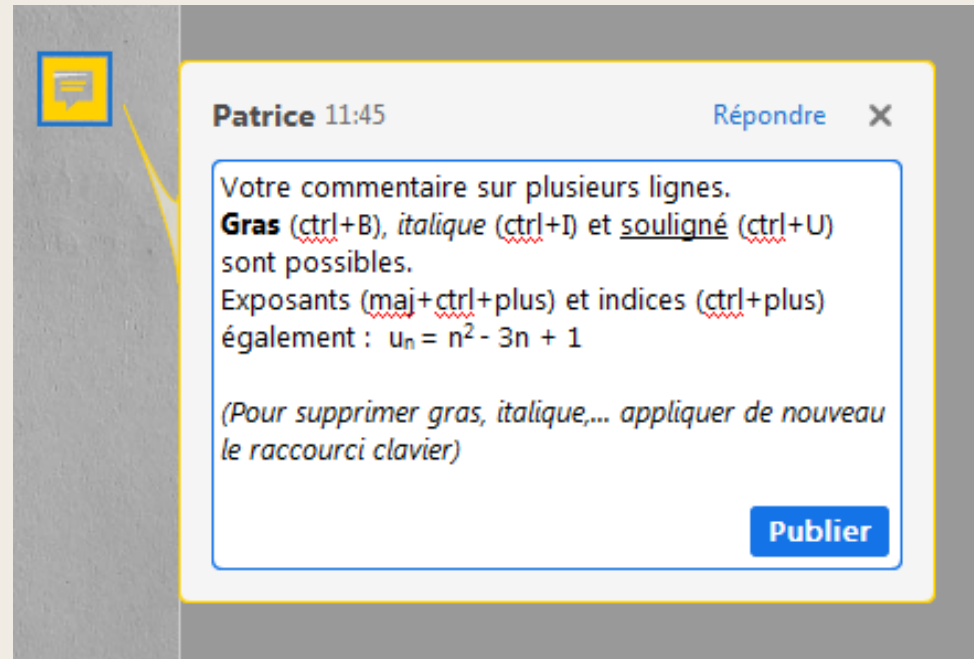 Patrice 11:45 Répondre
Votre commentaire sur plusieurs lignes.
Gras (ctrl+B), italique (ctrl+I) et souligné (ctrl+U)
sont possibles.
Exposants (maj+ctrl+plus) et indices (ctrl+plus)
également : uₙ = n² - 3n + 1
(Pour supprimer gras, italique,... appliquer de nouveau
le raccourci clavier)
Publier